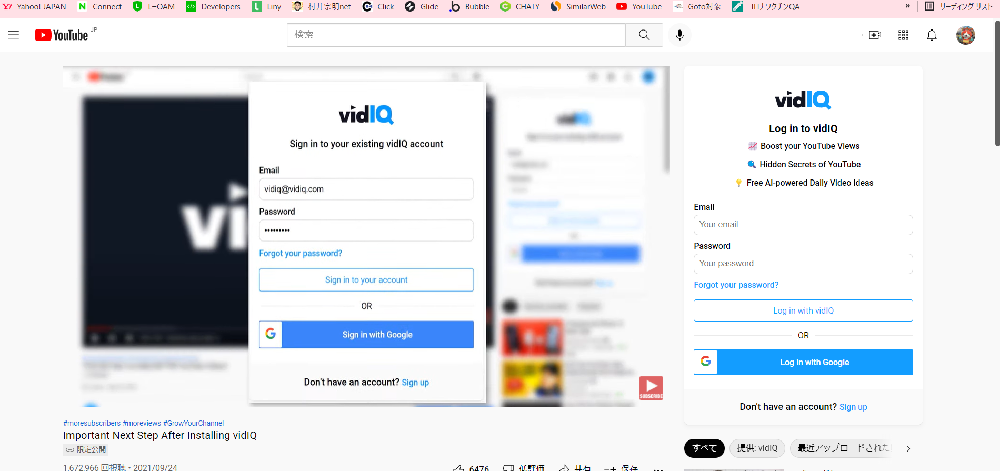 Yahoo! JAPAN Connect L-OAM Developers Liny 村井宗明net Click Glide Bubble CHATY SimilarWeb YouTube Goto対象 コロナワクチンQA » リーディング リスト
YouTube JP
検索
vidIQ
Sign in to your existing vidIQ account
Email
vidiq@vidiq.com
Password
•••••••••
Forgot your password?
Sign in to your account
OR
Sign in with Google
Don't have an account? Sign up
SUBSCRIBE
#moresubscribers #moreviews #GrowYourChannel
Important Next Step After Installing vidIQ
限定公開
1,672,966 回視聴 • 2021/09/24
6476 低評価 共有 保存
vidIQ
Log in to vidIQ
Boost your YouTube Views
Hidden Secrets of YouTube
Free AI-powered Daily Video Ideas
Email
Your email
Password
Your password
Forgot your password?
Log in with vidIQ
OR
Log in with Google
Don't have an account? Sign up
すべて 提供: vidIQ 最近アップロードされた